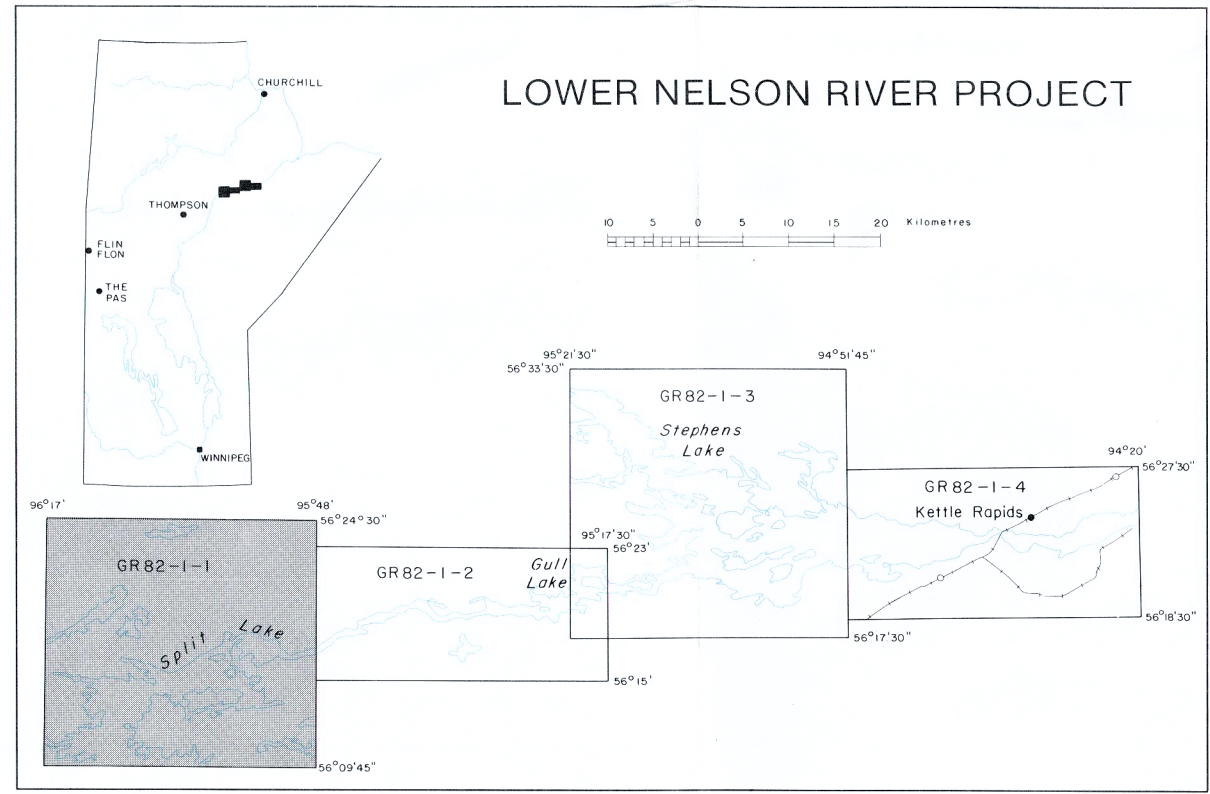 LOWER NELSON RIVER PROJECT
CHURCHILL
THOMPSON
FLIN
FLON
THE
PAS
WINNIPEG
10 5 0 5 10 15 20 Kilometres
95°21'30"
94°51'45"
56°33'30"
GR82-1-3
Stephens
Lake
94°20'
56°27'30"
GR82-1-4
Kettle Rapids
96°17'
95°48'
56°24'30"
95°17'30"
56°23'
GR82-1-1
GR82-1-2
Gull
Lake
Split Lake
56°18'30"
56°17'30"
56°15'
56°09'45"